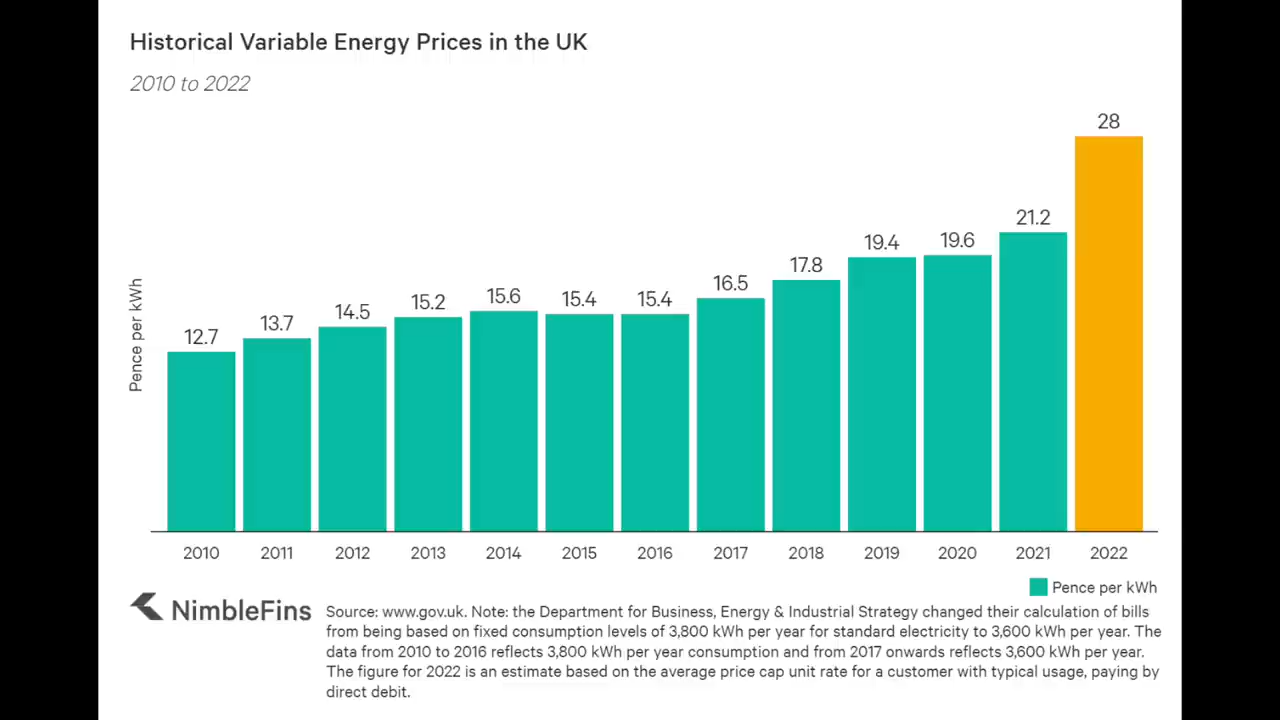 Historical Variable Energy Prices in the UK
2010 to 2022
28
21.2
19.6
19.4
17.8
16.5
15.4
15.4
15.6
15.2
14.5
13.7
12.7
Pence per kWh
2010 2011 2012 2013 2014 2015 2016 2017 2018 2019 2020 2021 2022
Pence per kWh
NimbleFins
Source: www.gov.uk. Note: the Department for Business, Energy & Industrial Strategy changed their calculation of bills
from being based on fixed consumption levels of 3,800 kWh per year for standard electricity to 3,600 kWh per year. The
data from 2010 to 2016 reflects 3,800 kWh per year consumption and from 2017 onwards reflects 3,600 kWh per year.
The figure for 2022 is an estimate based on the average price cap unit rate for a customer with typical usage, paying by
direct debit.